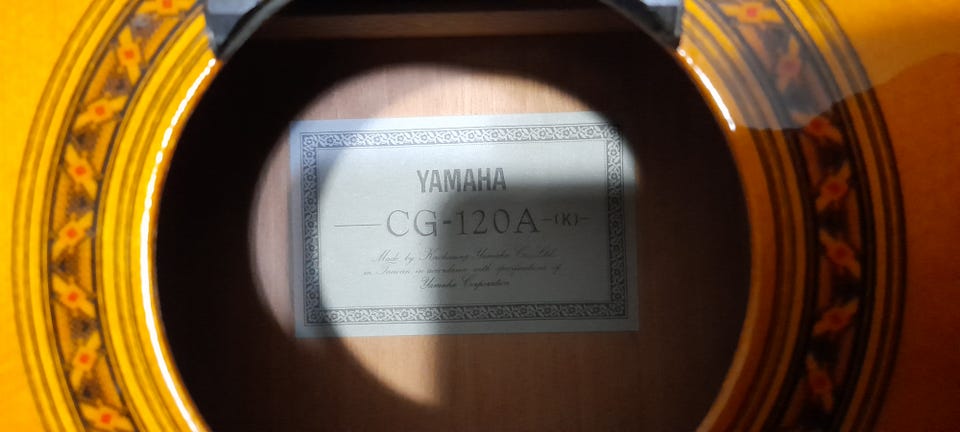 YAMAHA
CG-120A-(K)-
Made by Kaohsiung Yamaha Co., Ltd.
in Taiwan in accordance with specifications of
Yamaha Corporation